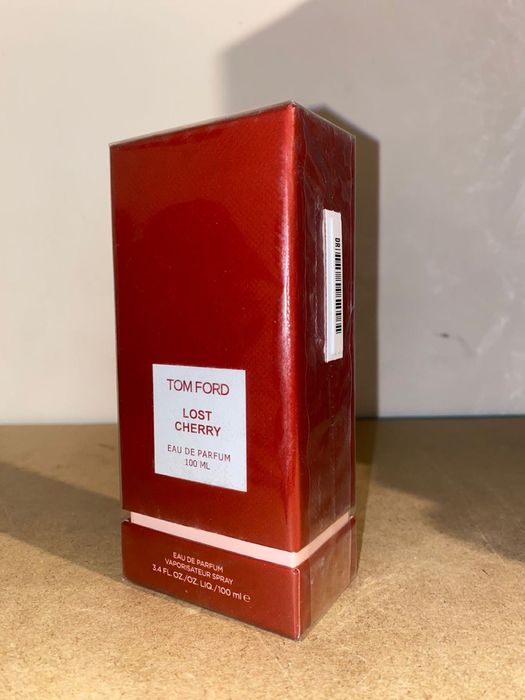 TOM FORD
LOST
CHERRY
EAU DE PARFUM
100 ML
EAU DE PARFUM
VAPORISATEUR SPRAY
3.4 FL. OZ./OZ. LIQ./100 ml e